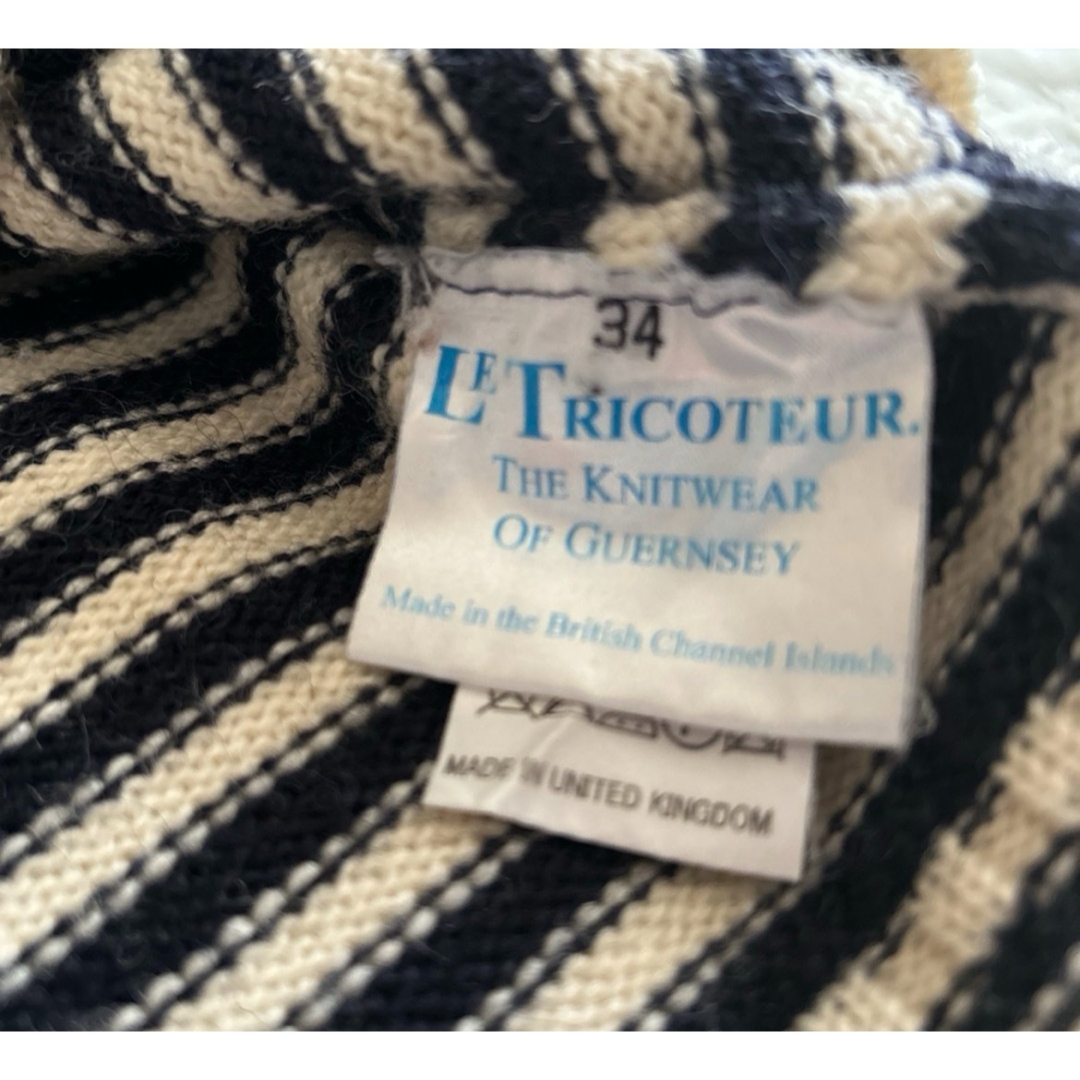 34
LE TRICOTEUR.
THE KNITWEAR
OF GUERNSEY
Made in the British Channel Islands
MADE IN UNITED KINGDOM